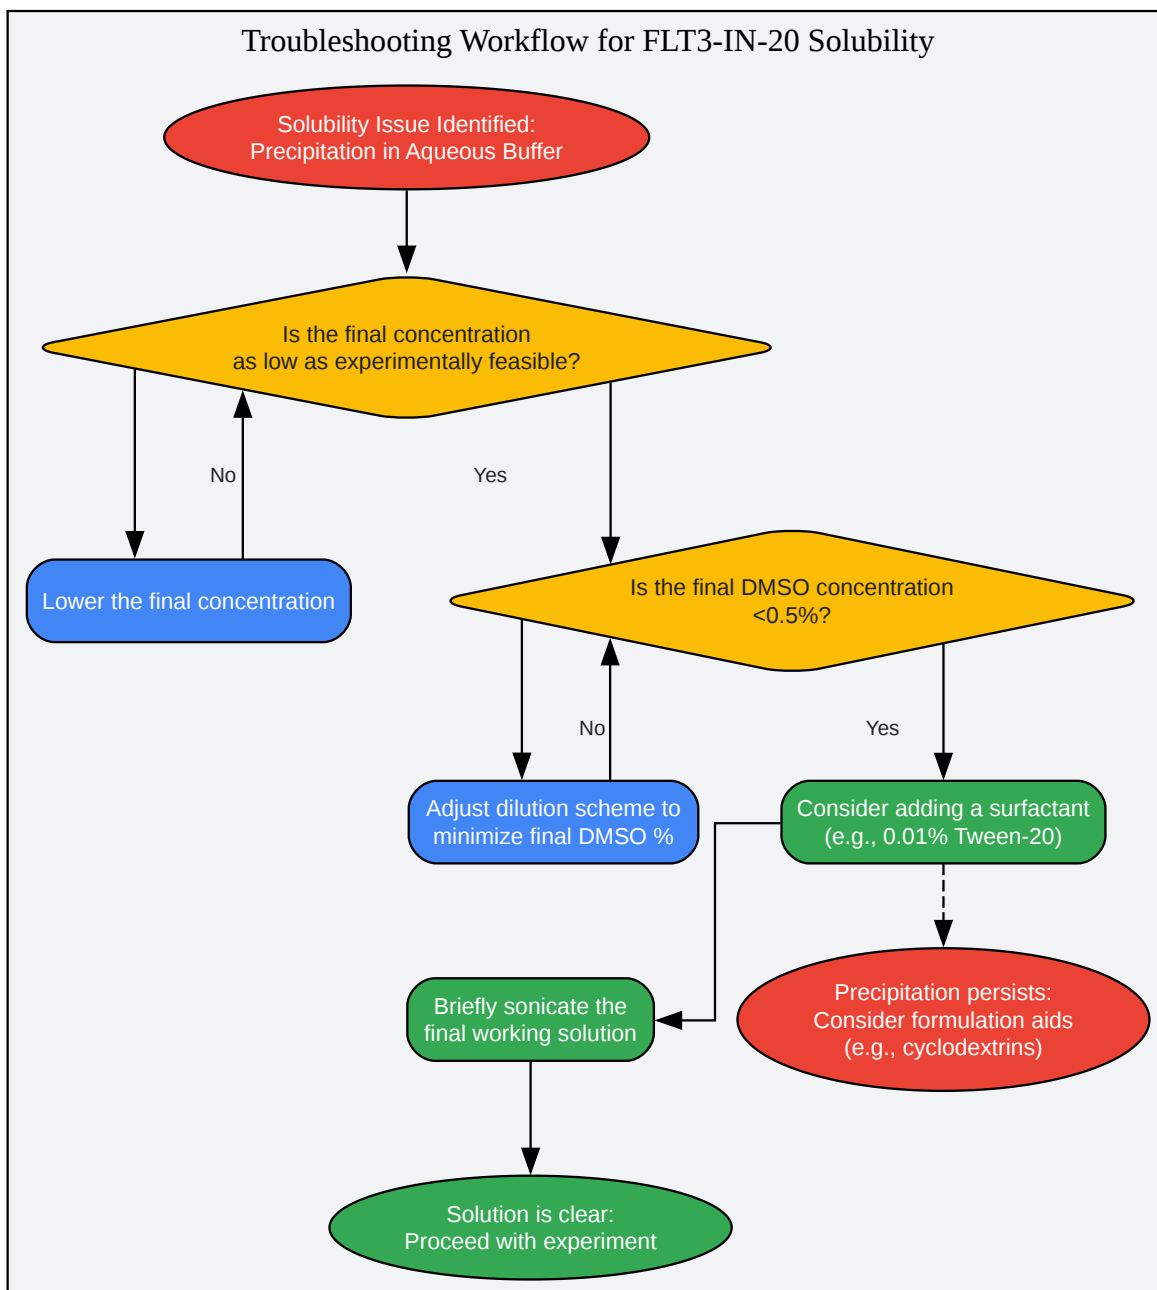 Troubleshooting Workflow for FLT3-IN-20 Solubility
Solubility Issue Identified:
Precipitation in Aqueous Buffer
Is the final concentration
as low as experimentally feasible?
No
Yes
Lower the final concentration
Is the final DMSO concentration
<0.5%?
No
Yes
Adjust dilution scheme to
minimize final DMSO %
Consider adding a surfactant
(e.g., 0.01% Tween-20)
Briefly sonicate the
final working solution
Precipitation persists:
Consider formulation aids
(e.g., cyclodextrins)
Solution is clear:
Proceed with experiment